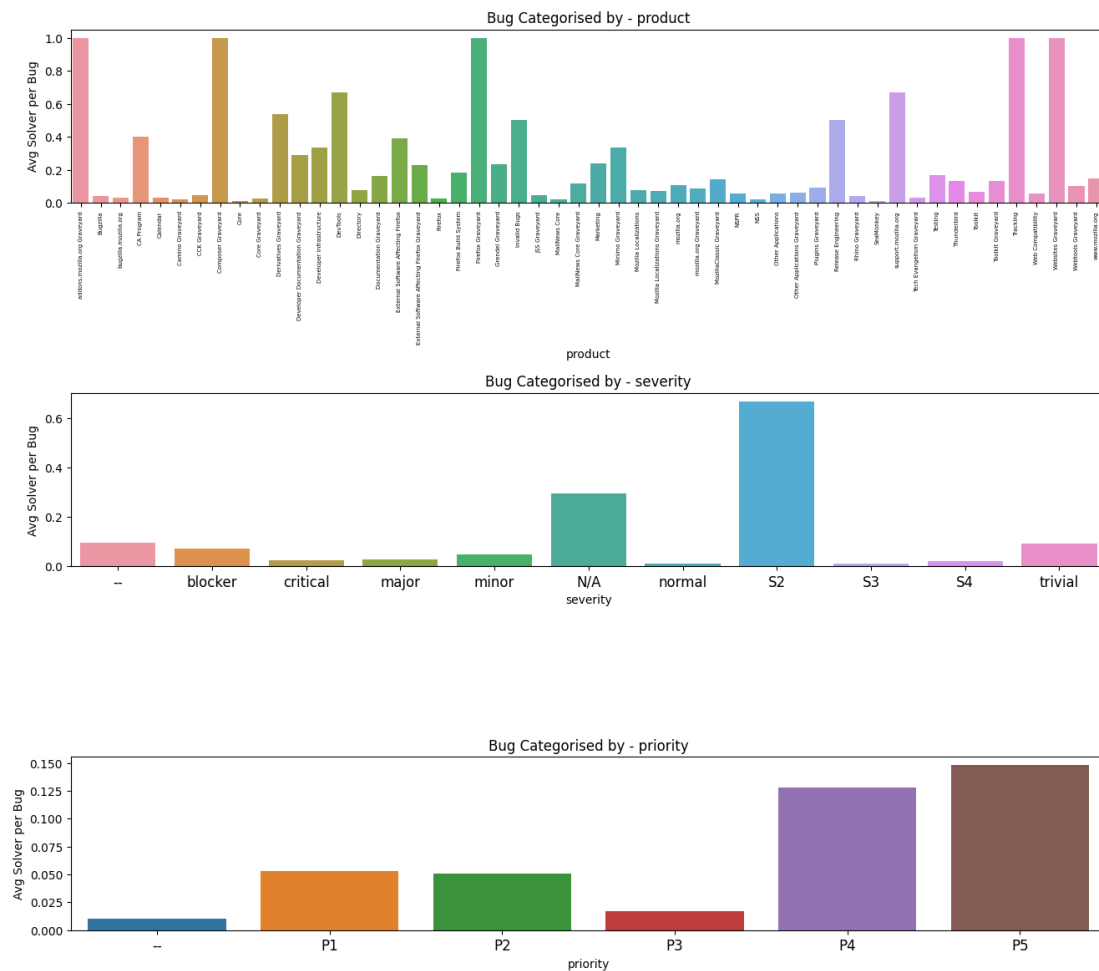 Bug Categorised by - product
Avg Solver per Bug
1.0
0.8
0.6
0.4
0.2
0.0
addons.mozilla.org Graveyard
Bugzilla
bugzilla.mozilla.org
CA Program
Calendar
Camino Graveyard
CCK Graveyard
Composer Graveyard
Core
Core Graveyard
Derivatives Graveyard
Developer Documentation Graveyard
Developer Infrastructure
DevTools
Directory
Documentation Graveyard
External Software Affecting Firefox
External Software Affecting Firefox Graveyard
Firefox
Firefox Build System
Firefox Graveyard
Grendel Graveyard
Invalid Bugs
JSS Graveyard
MailNews Core
MailNews Core Graveyard
Marketing
Minimo Graveyard
Mozilla Localizations
Mozilla Localizations Graveyard
mozilla.org
mozilla.org Graveyard
MozillaClassic Graveyard
NSPR
NSS
Other Applications
Other Applications Graveyard
Plugins Graveyard
Release Engineering
Rhino Graveyard
SeaMonkey
support.mozilla.org
Tech Evangelism Graveyard
Testing
Thunderbird
Toolkit
Toolkit Graveyard
Tracking
Web Compatibility
Websites Graveyard
Webtools Graveyard
www.mozilla.org
product
Bug Categorised by - severity
Avg Solver per Bug
0.6
0.4
0.2
0.0
-- blocker critical major minor N/A normal S2 S3 S4 trivial
severity
Bug Categorised by - priority
Avg Solver per Bug
0.150
0.125
0.100
0.075
0.050
0.025
0.000
-- P1 P2 P3 P4 P5
priority